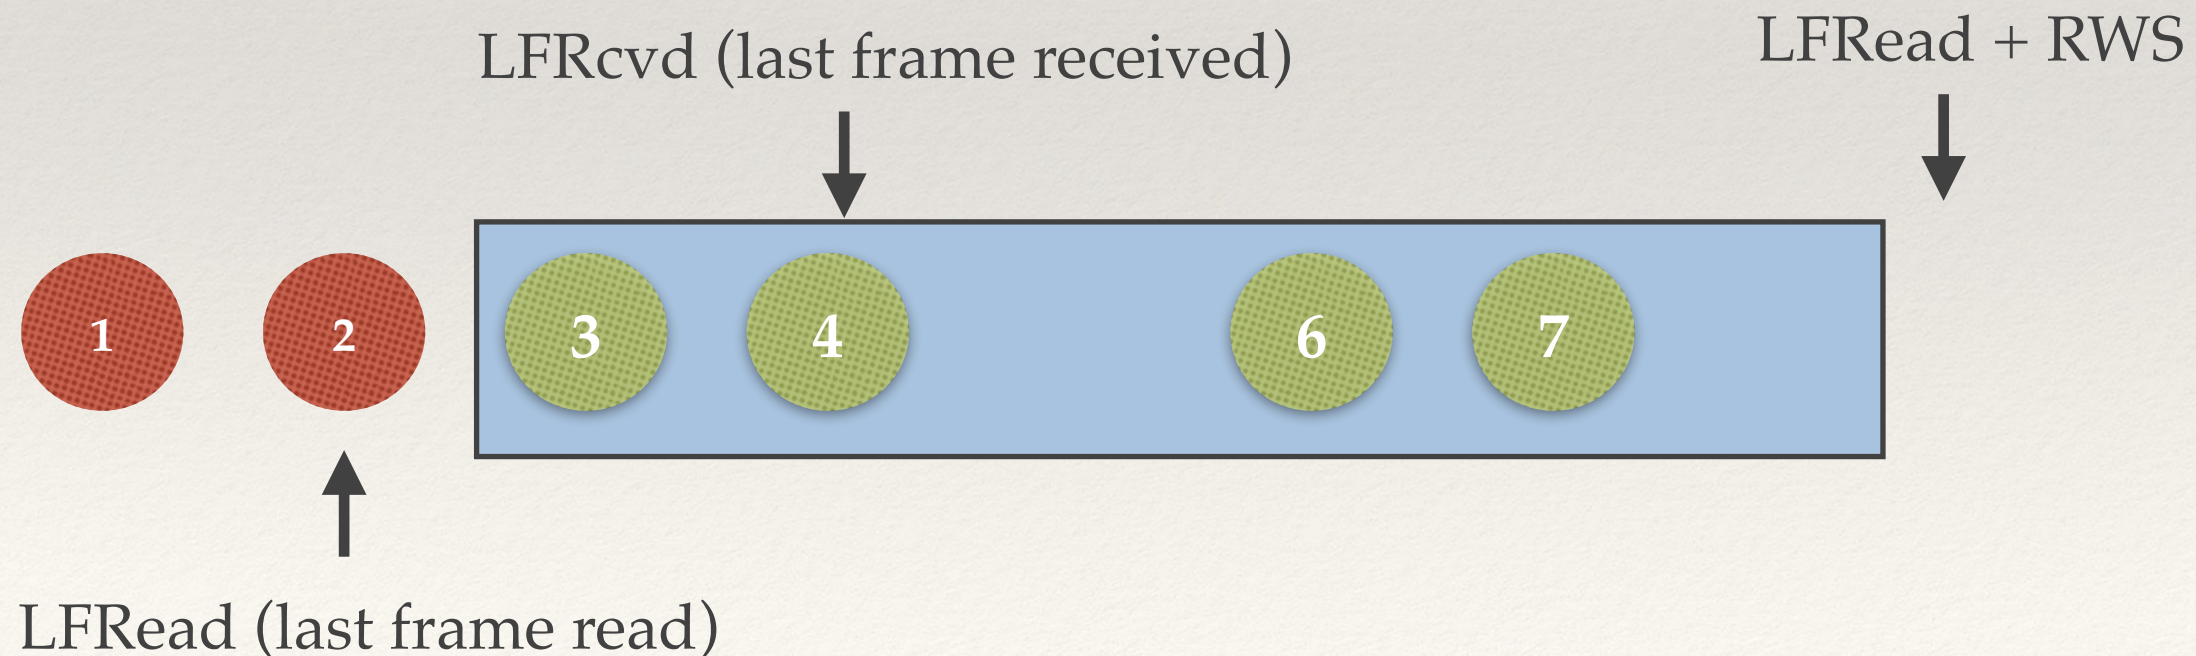 LFRcvd (last frame received)
LFRead + RWS
1 2 3 4 6 7
LFRead (last frame read)